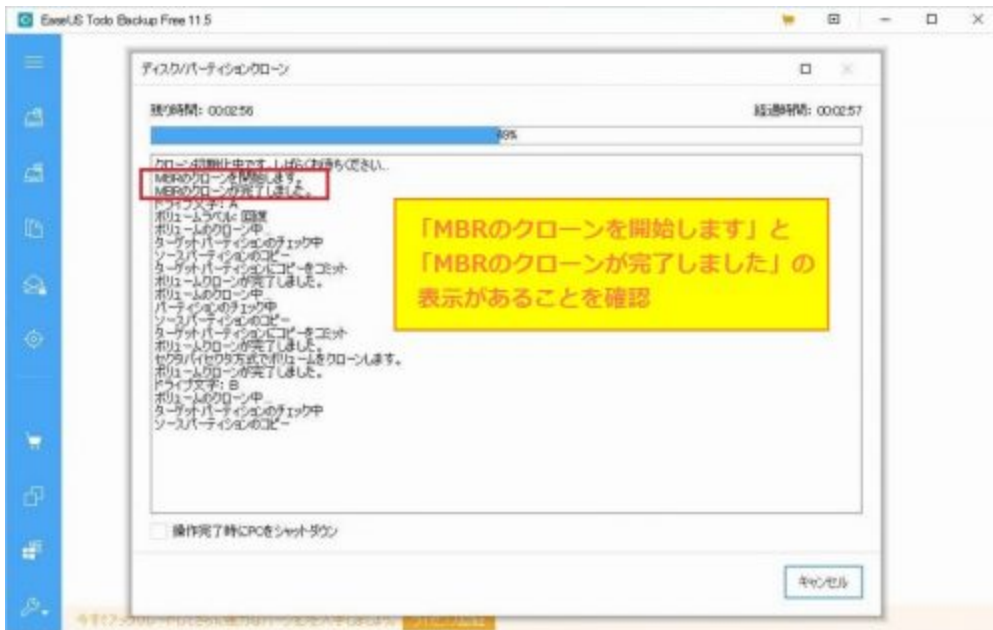 EaseUS Todo Backup Free 11.5
ディスク/パーティションクローン
残り時間: 00:02:56
経過時間: 00:02:57
49%
クローン初期化中です。しばらくお待ちください...
MBRのクローンを開始します。
MBRのクローンが完了しました。
ドライブ文字: A
ボリュームラベル: 回復
ボリュームのクローン中...
ターゲットパーティションのチェック中
ソースパーティションのコピー
ターゲットパーティションにコピーをコミット
ボリュームクローンが完了しました。
ボリュームのクローン中...
パーティションのチェック中
ソースパーティションのコピー
ターゲットパーティションにコピーをコミット
ボリュームクローンが完了しました。
セクタバイセクタ方式でボリュームをクローンします。
ボリュームクローンが完了しました。
ドライブ文字: B
ボリュームのクローン中...
ターゲットパーティションのチェック中
ソースパーティションのコピー
「MBRのクローンを開始します」と
「MBRのクローンが完了しました」の
表示があることを確認
操作完了時にPCをシャットダウン
キャンセル